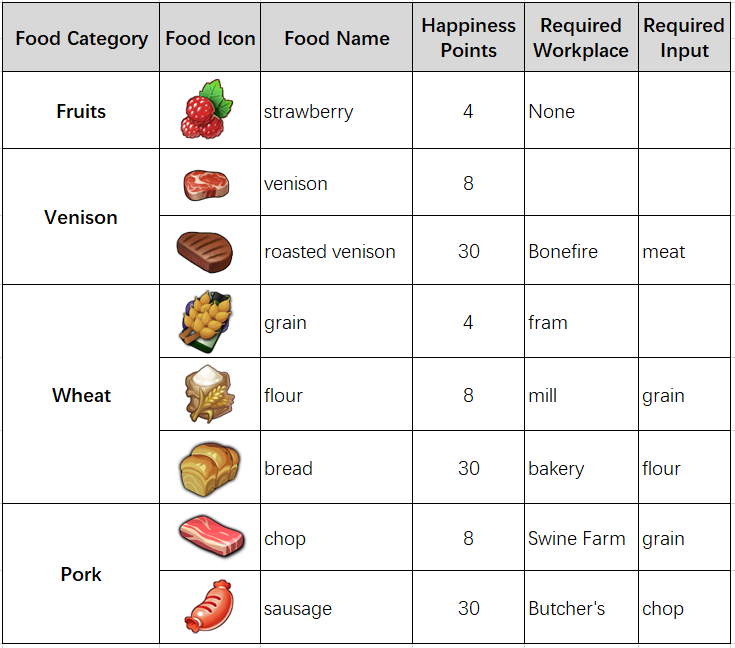 Food Category Food Icon Food Name Happiness Points Required Workplace Required Input
Fruits strawberry 4 None
Venison venison 8
roasted venison 30 Bonefire meat
Wheat grain 4 fram
flour 8 mill grain
bread 30 bakery flour
Pork chop 8 Swine Farm grain
sausage 30 Butcher's chop